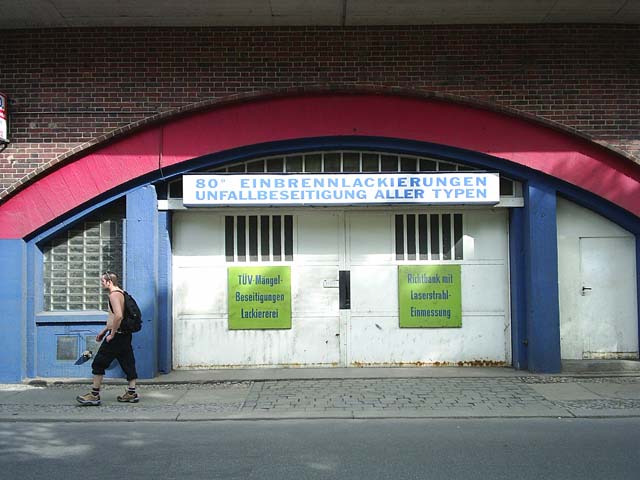 80° EINBRENNLACKIERUNGEN
UNFALLBESEITIGUNG ALLER TYPEN
TÜV-Mängel-
Beseitigungen
Lackiererei
Richtbank mit
Laserstrahl-
Einmessung